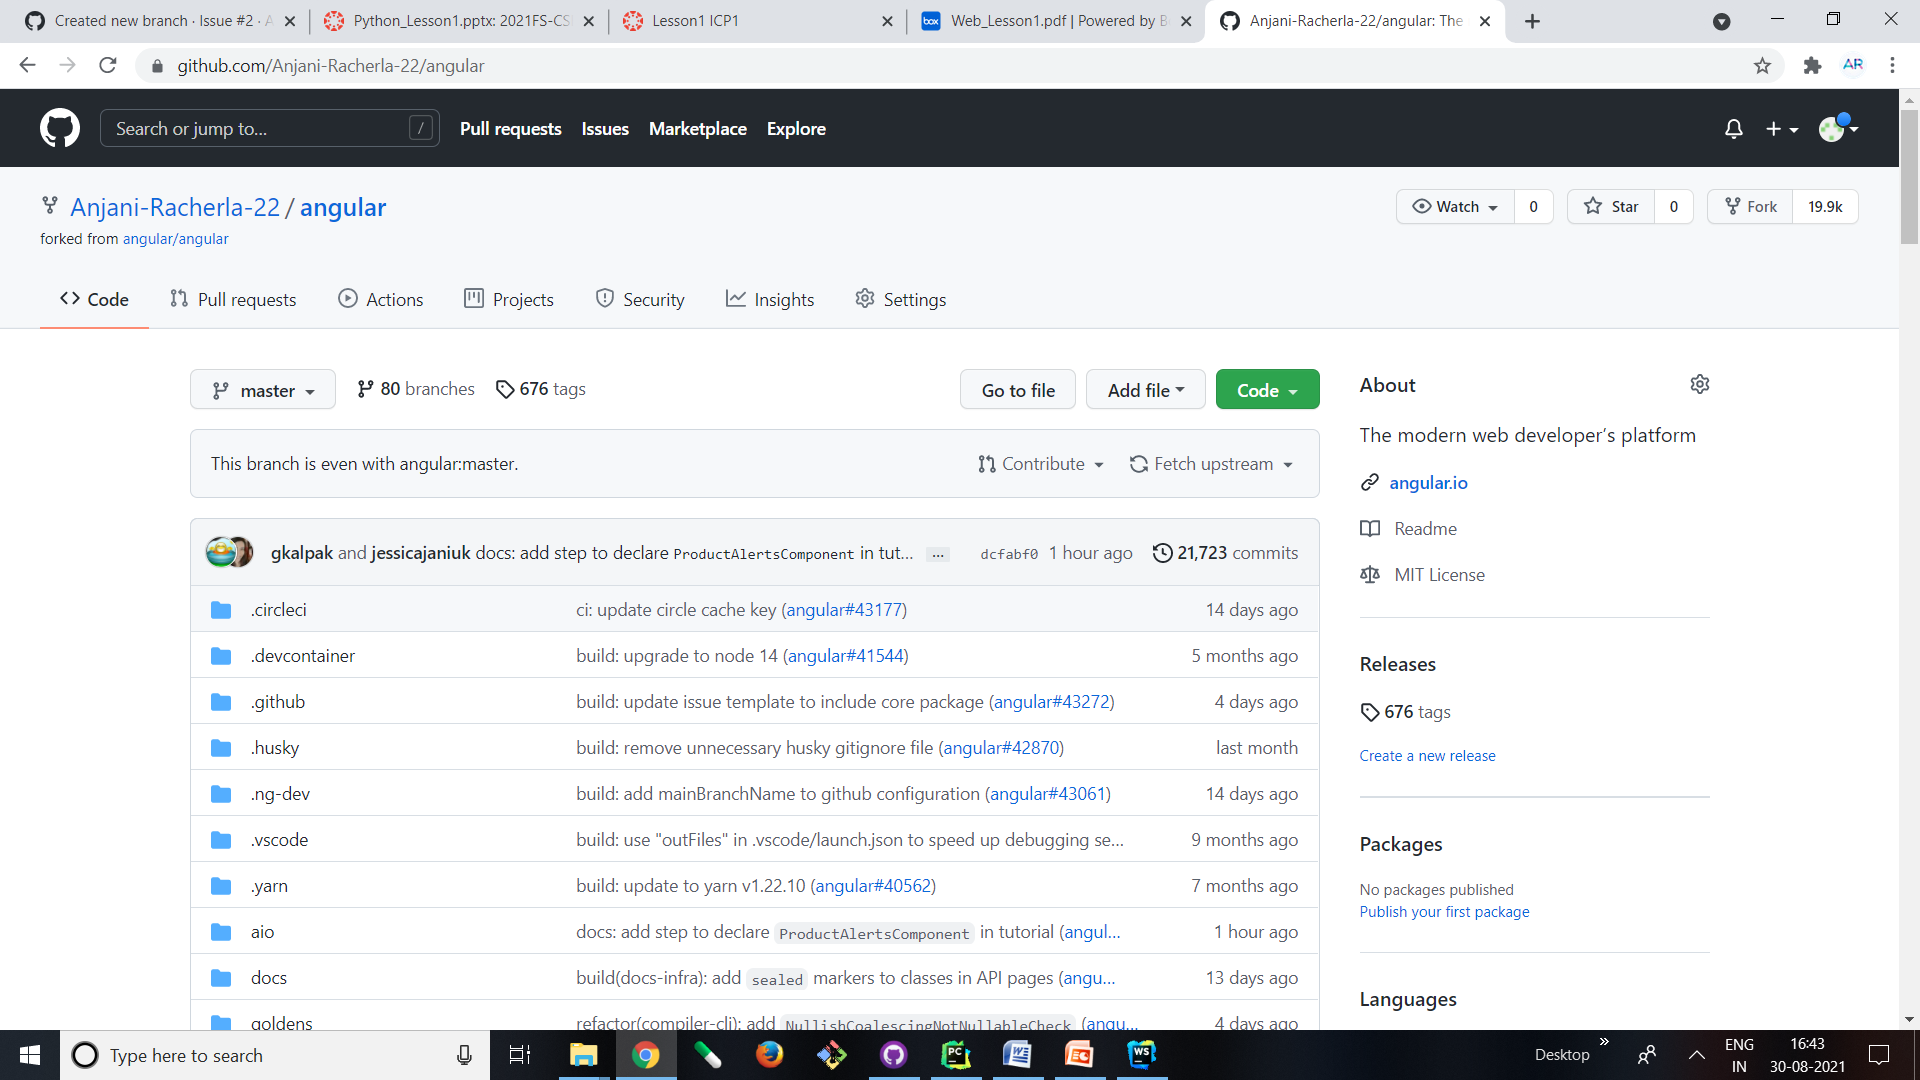 Created new branch · Issue #2 · A
Python_Lesson1.pptx: 2021FS-CS
Lesson1 ICP1
box
Web_Lesson1.pdf | Powered by B
Anjani-Racherla-22/angular: The
github.com/Anjani-Racherla-22/angular
AR
Search or jump to...
/
Pull requests
Issues
Marketplace
Explore
Anjani-Racherla-22 / angular
forked from angular/angular
Watch 0
Star 0
Fork 19.9k
Code
Pull requests
Actions
Projects
Security
Insights
Settings
master
80 branches
676 tags
Go to file
Add file
Code
This branch is even with angular:master.
Contribute
Fetch upstream
gkalpak and jessicajaniuk docs: add step to declare ProductAlertsComponent in tut... ... dcfabf0 1 hour ago 21,723 commits
.circleci ci: update circle cache key (angular#43177) 14 days ago
.devcontainer build: upgrade to node 14 (angular#41544) 5 months ago
.github build: update issue template to include core package (angular#43272) 4 days ago
.husky build: remove unnecessary husky gitignore file (angular#42870) last month
.ng-dev build: add mainBranchName to github configuration (angular#43061) 14 days ago
.vscode build: use "outFiles" in .vscode/launch.json to speed up debugging se... 9 months ago
.yarn build: update to yarn v1.22.10 (angular#40562) 7 months ago
aio docs: add step to declare ProductAlertsComponent in tutorial (angul... 1 hour ago
docs build(docs-infra): add sealed markers to classes in API pages (angu... 13 days ago
goldens refactor(compiler-cli): add NullishCoalescingNotNullableCheck (angu... 4 days ago
About
The modern web developer's platform
angular.io
Readme
MIT License
Releases
676 tags
Create a new release
Packages
No packages published
Publish your first package
Languages
Type here to search
PC
WS
Desktop
»
ENG
IN
16:43
30-08-2021